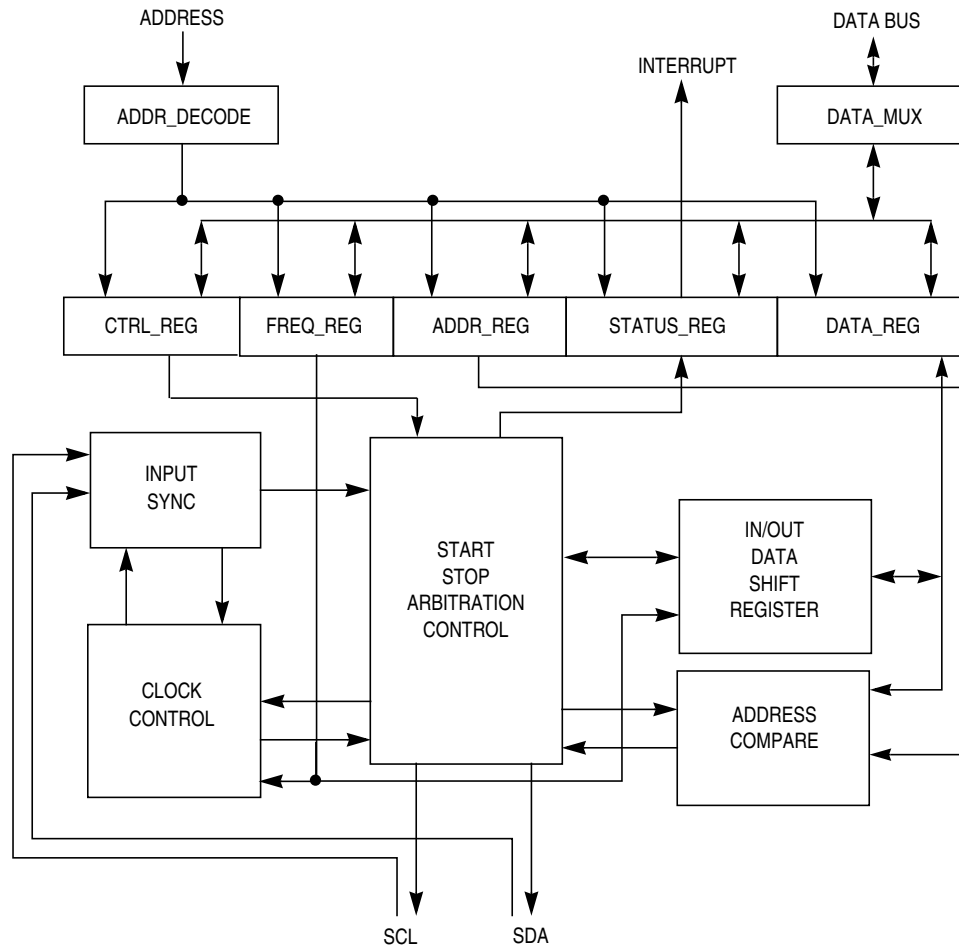 ADDRESS
DATA BUS
INTERRUPT
ADDR_DECODE
DATA_MUX
CTRL_REG
FREQ_REG
ADDR_REG
STATUS_REG
DATA_REG
INPUT
SYNC
START
STOP
ARBITRATION
CONTROL
IN/OUT
DATA
SHIFT
REGISTER
CLOCK
CONTROL
ADDRESS
COMPARE
SCL
SDA